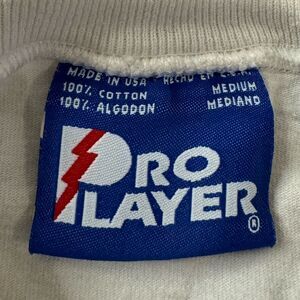 MADE IN USA HECHO EN E.E.U.U.
100% COTTON MEDIUM
100% ALGODON MEDIANO
PRO
PLAYER
®